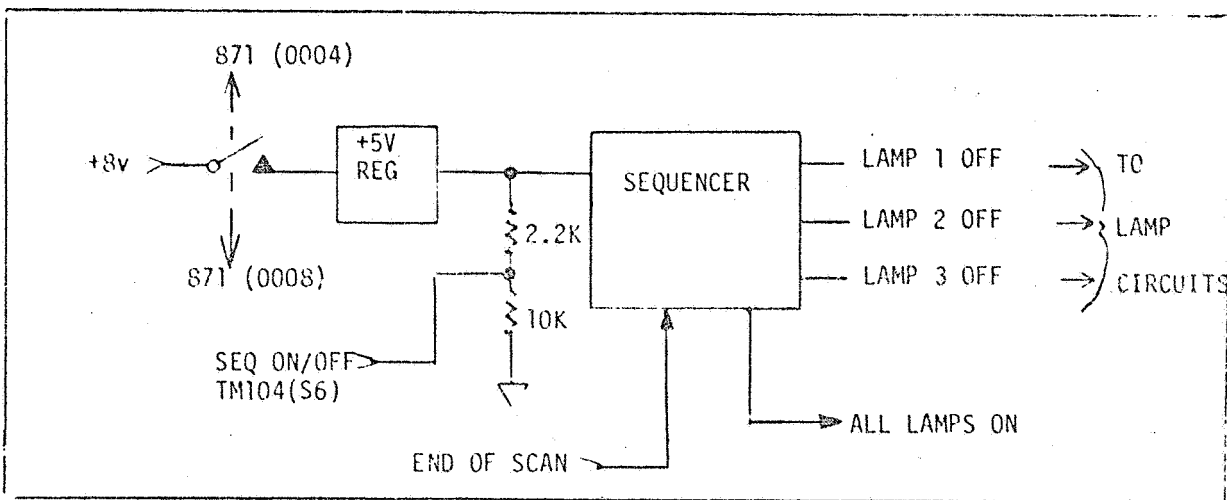 871 (0004)
+8v
+5V
REG
SEQUENCER
LAMP 1 OFF
TO
LAMP 2 OFF
LAMP
LAMP 3 OFF
CIRCUITS
2.2K
871 (0008)
10K
SEQ ON/OFF
TM104(S6)
ALL LAMPS ON
END OF SCAN